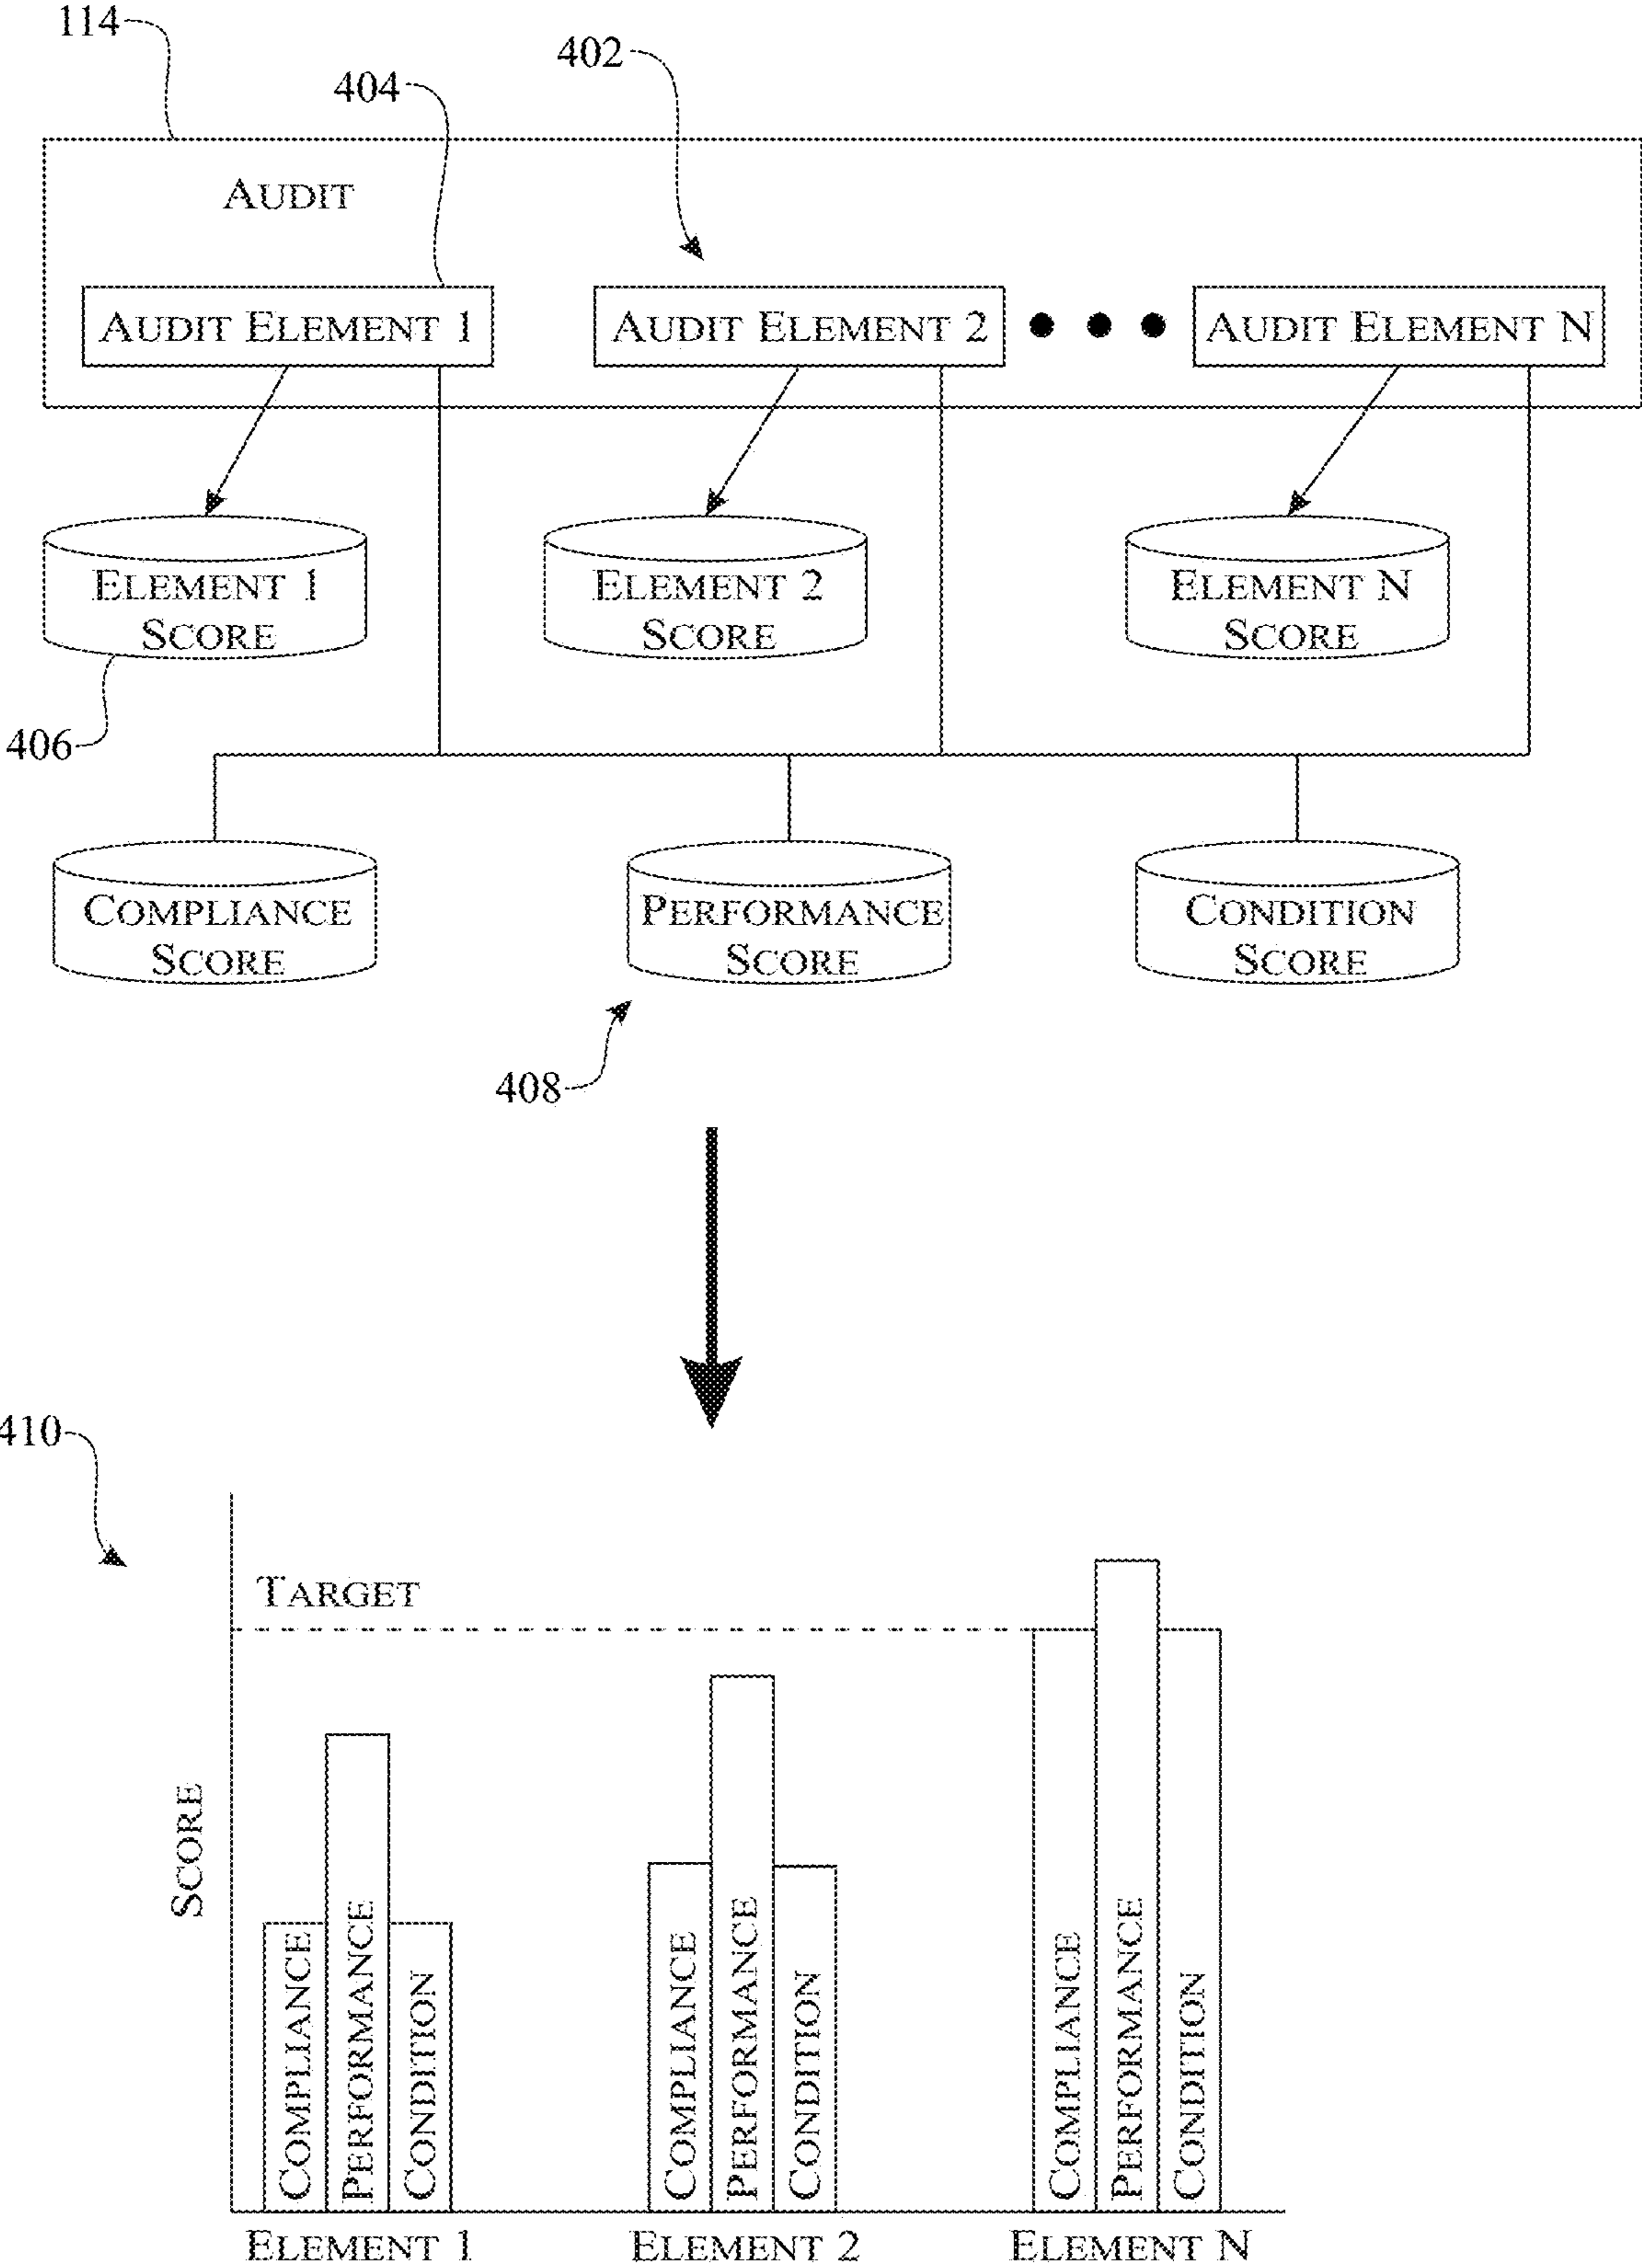 114
402
404
AUDIT
AUDIT ELEMENT 1
AUDIT ELEMENT 2
AUDIT ELEMENT N
ELEMENT 1
SCORE
ELEMENT 2
SCORE
ELEMENT N
SCORE
406
COMPLIANCE
SCORE
PERFORMANCE
SCORE
CONDITION
SCORE
408
410
TARGET
SCORE
COMPLIANCE
PERFORMANCE
CONDITION
COMPLIANCE
PERFORMANCE
CONDITION
COMPLIANCE
PERFORMANCE
CONDITION
ELEMENT 1
ELEMENT 2
ELEMENT N